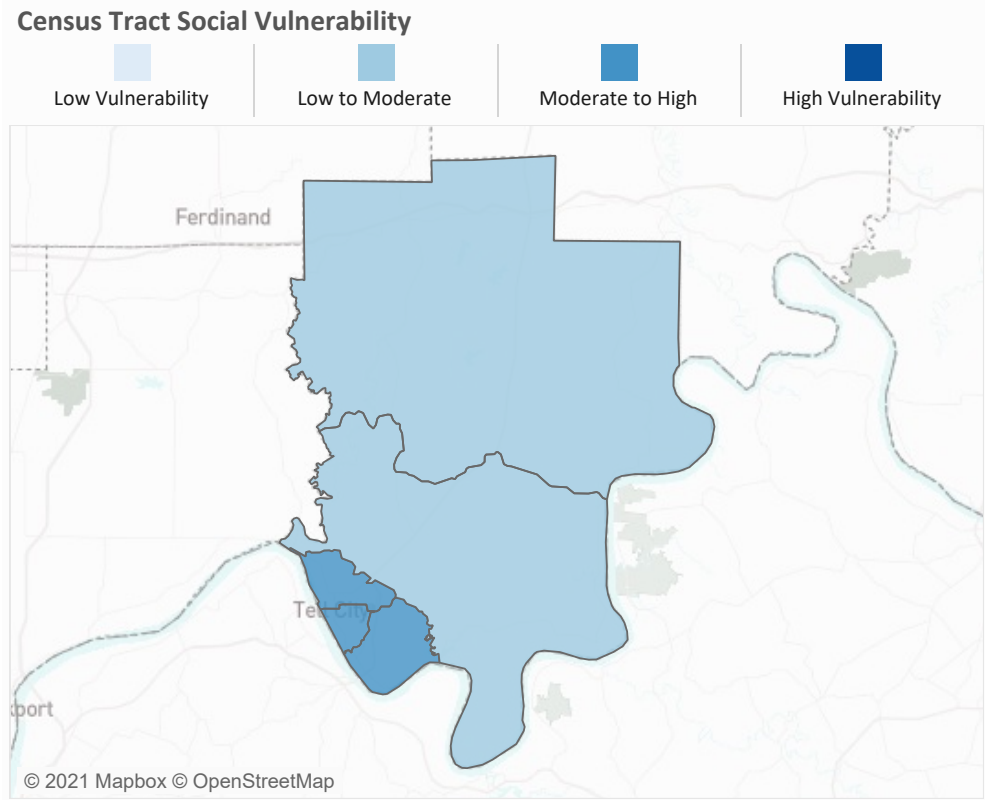 Census Tract Social Vulnerability
Low Vulnerability
Low to Moderate
Moderate to High
High Vulnerability
Ferdinand
Tell City
kport
© 2021 Mapbox © OpenStreetMap